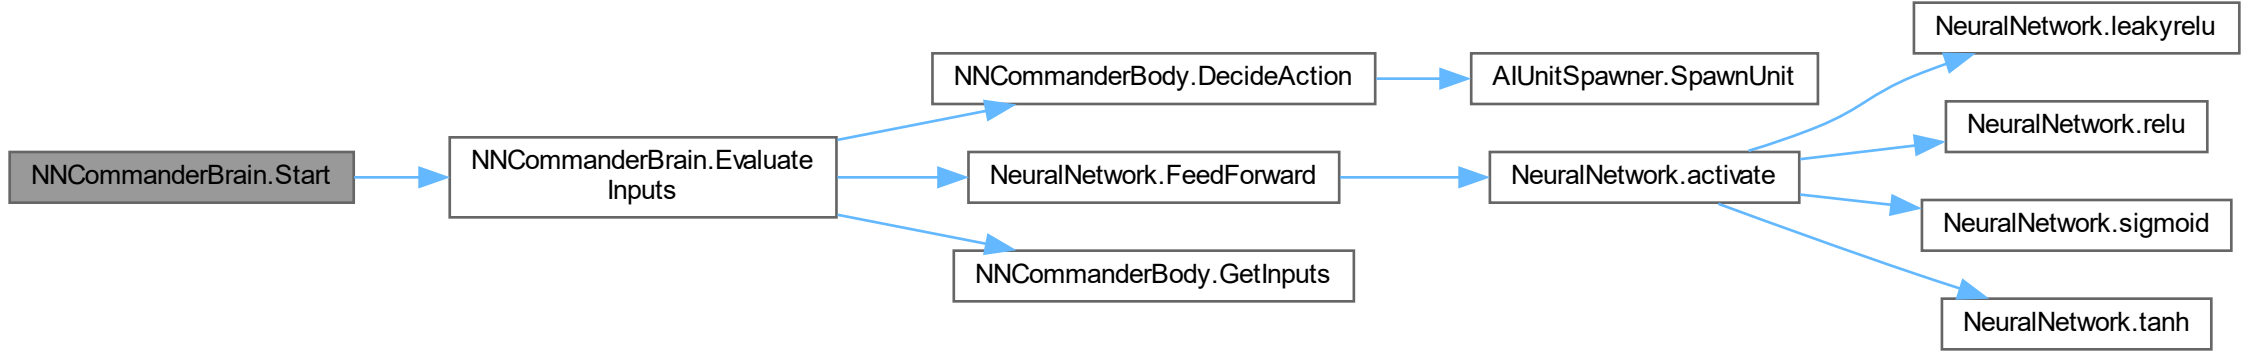 NNCommanderBrain.Start
NNCommanderBrain.Evaluate
Inputs
NNCommanderBody.DecideAction
AIUnitSpawner.SpawnUnit
NeuralNetwork.FeedForward
NeuralNetwork.activate
NeuralNetwork.leakyrelu
NeuralNetwork.relu
NeuralNetwork.sigmoid
NeuralNetwork.tanh
NNCommanderBody.GetInputs